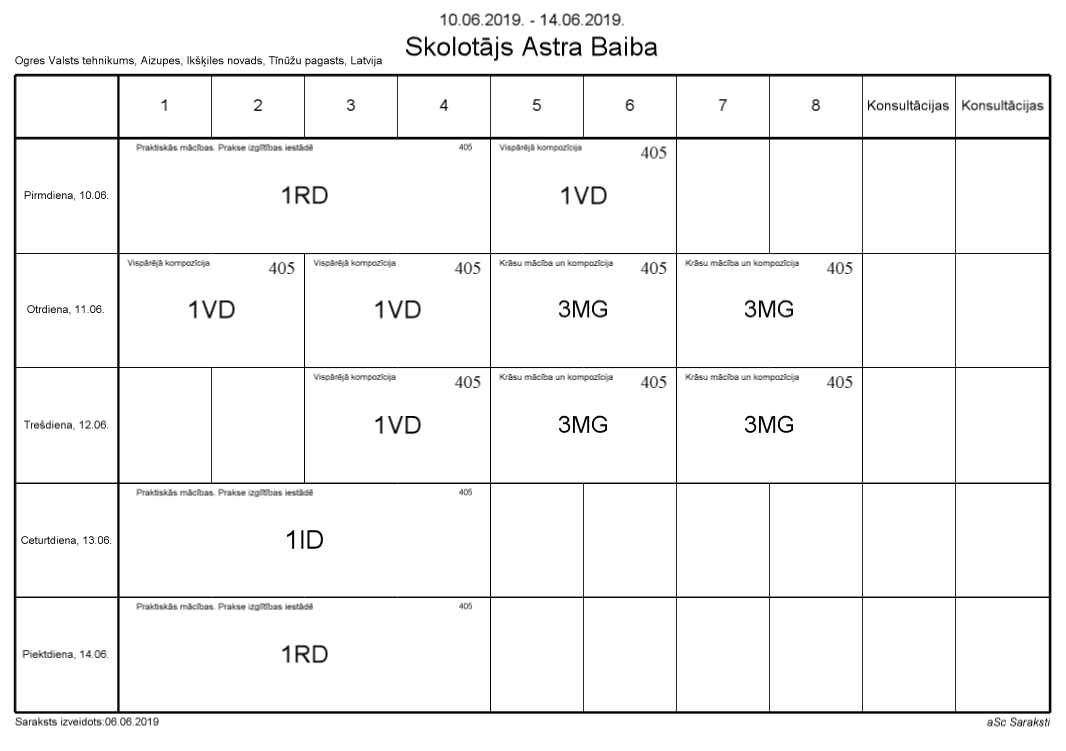 10.06.2019. - 14.06.2019.
Skolotājs Astra Baiba
Ogres Valsts tehnikums, Aizupes, Ikšķiles novads, Tīnūžu pagasts, Latvija
1 2 3 4 5 6 7 8 Konsultācijas Konsultācijas
Praktiskās mācības. Prakse izglītības iestādē 405 Vispārējā kompozīcija 405
Pirmdiena, 10.06. 1RD 1VD
Vispārējā kompozīcija 405 Vispārējā kompozīcija 405 Krāsu mācība un kompozīcija 405 Krāsu mācība un kompozīcija 405
Otrdiena, 11.06. 1VD 1VD 3MG 3MG
Vispārējā kompozīcija 405 Krāsu mācība un kompozīcija 405 Krāsu mācība un kompozīcija 405
Trešdiena, 12.06. 1VD 3MG 3MG
Praktiskās mācības. Prakse izglītības iestādē 405
Ceturtdiena, 13.06. 1ID
Praktiskās mācības. Prakse izglītības iestādē 405
Piektdiena, 14.06. 1RD
Saraksts izveidots:06.06.2019 aSc Saraksti